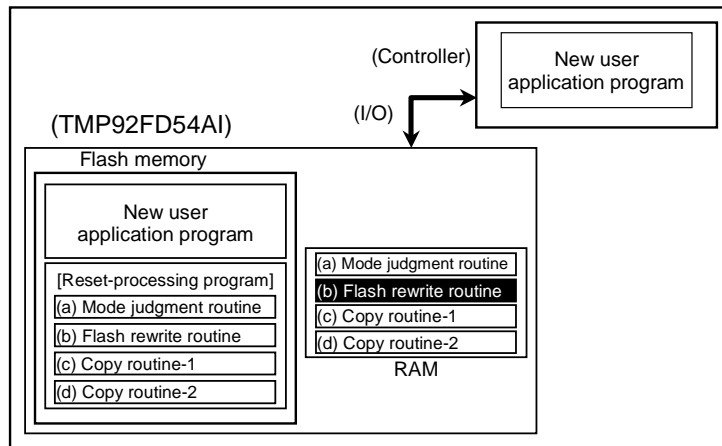 (Controller)
New user
application program
(I/O)
(TMP92FD54AI)
Flash memory
New user
application program
[Reset-processing program]
(a) Mode judgment routine
(b) Flash rewrite routine
(c) Copy routine-1
(d) Copy routine-2
(a) Mode judgment routine
(b) Flash rewrite routine
(c) Copy routine-1
(d) Copy routine-2
RAM